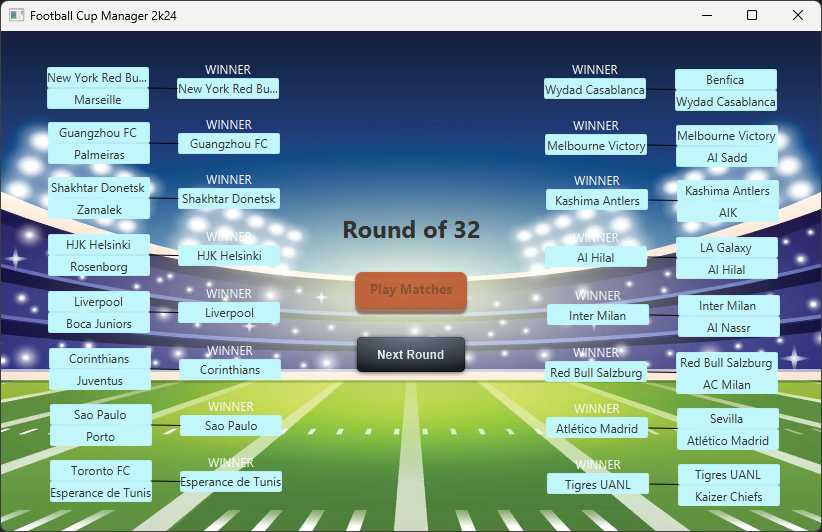 Football Cup Manager 2k24
New York Red Bu...
Marseille
WINNER
New York Red Bu...
Guangzhou FC
Palmeiras
WINNER
Guangzhou FC
Shakhtar Donetsk
Zamalek
WINNER
Shakhtar Donetsk
HJK Helsinki
Rosenborg
WINNER
HJK Helsinki
Liverpool
Boca Juniors
WINNER
Liverpool
Corinthians
Juventus
WINNER
Corinthians
Sao Paulo
Porto
WINNER
Sao Paulo
Toronto FC
Esperance de Tunis
WINNER
Esperance de Tunis
Round of 32
Play Matches
Next Round
WINNER
Wydad Casablanca
Benfica
Wydad Casablanca
WINNER
Melbourne Victory
Melbourne Victory
Al Sadd
WINNER
Kashima Antlers
Kashima Antlers
AIK
WINNER
Al Hilal
LA Galaxy
Al Hilal
WINNER
Inter Milan
Inter Milan
Al Nassr
WINNER
Red Bull Salzburg
Red Bull Salzburg
AC Milan
WINNER
Atlético Madrid
Sevilla
Atlético Madrid
WINNER
Tigres UANL
Tigres UANL
Kaizer Chiefs